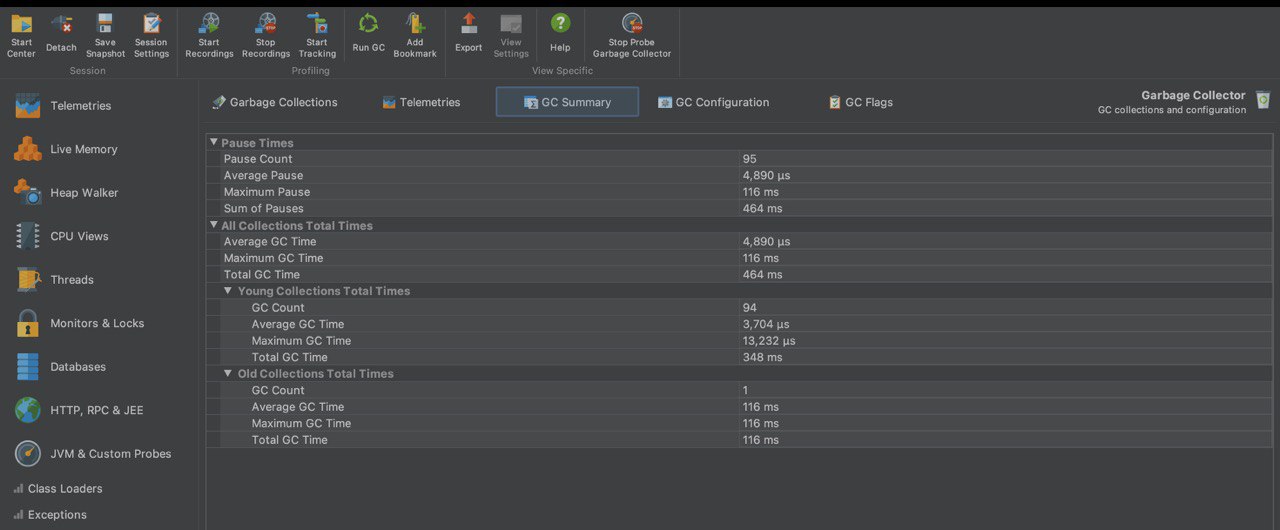 Start Center
Detach
Save Snapshot
Session Settings
Start Recordings
Stop Recordings
Start Tracking
Run GC
Add Bookmark
Export
View Settings
Help
Stop Probe Garbage Collector
Session
Profiling
View Specific
Telemetries
Live Memory
Heap Walker
CPU Views
Threads
Monitors & Locks
Databases
HTTP, RPC & JEE
JVM & Custom Probes
Class Loaders
Exceptions
Garbage Collections
Telemetries
GC Summary
GC Configuration
GC Flags
Garbage Collector
GC collections and configuration
Pause Times
Pause Count 95
Average Pause 4,890 µs
Maximum Pause 116 ms
Sum of Pauses 464 ms
All Collections Total Times
Average GC Time 4,890 µs
Maximum GC Time 116 ms
Total GC Time 464 ms
Young Collections Total Times
GC Count 94
Average GC Time 3,704 µs
Maximum GC Time 13,232 µs
Total GC Time 348 ms
Old Collections Total Times
GC Count 1
Average GC Time 116 ms
Maximum GC Time 116 ms
Total GC Time 116 ms